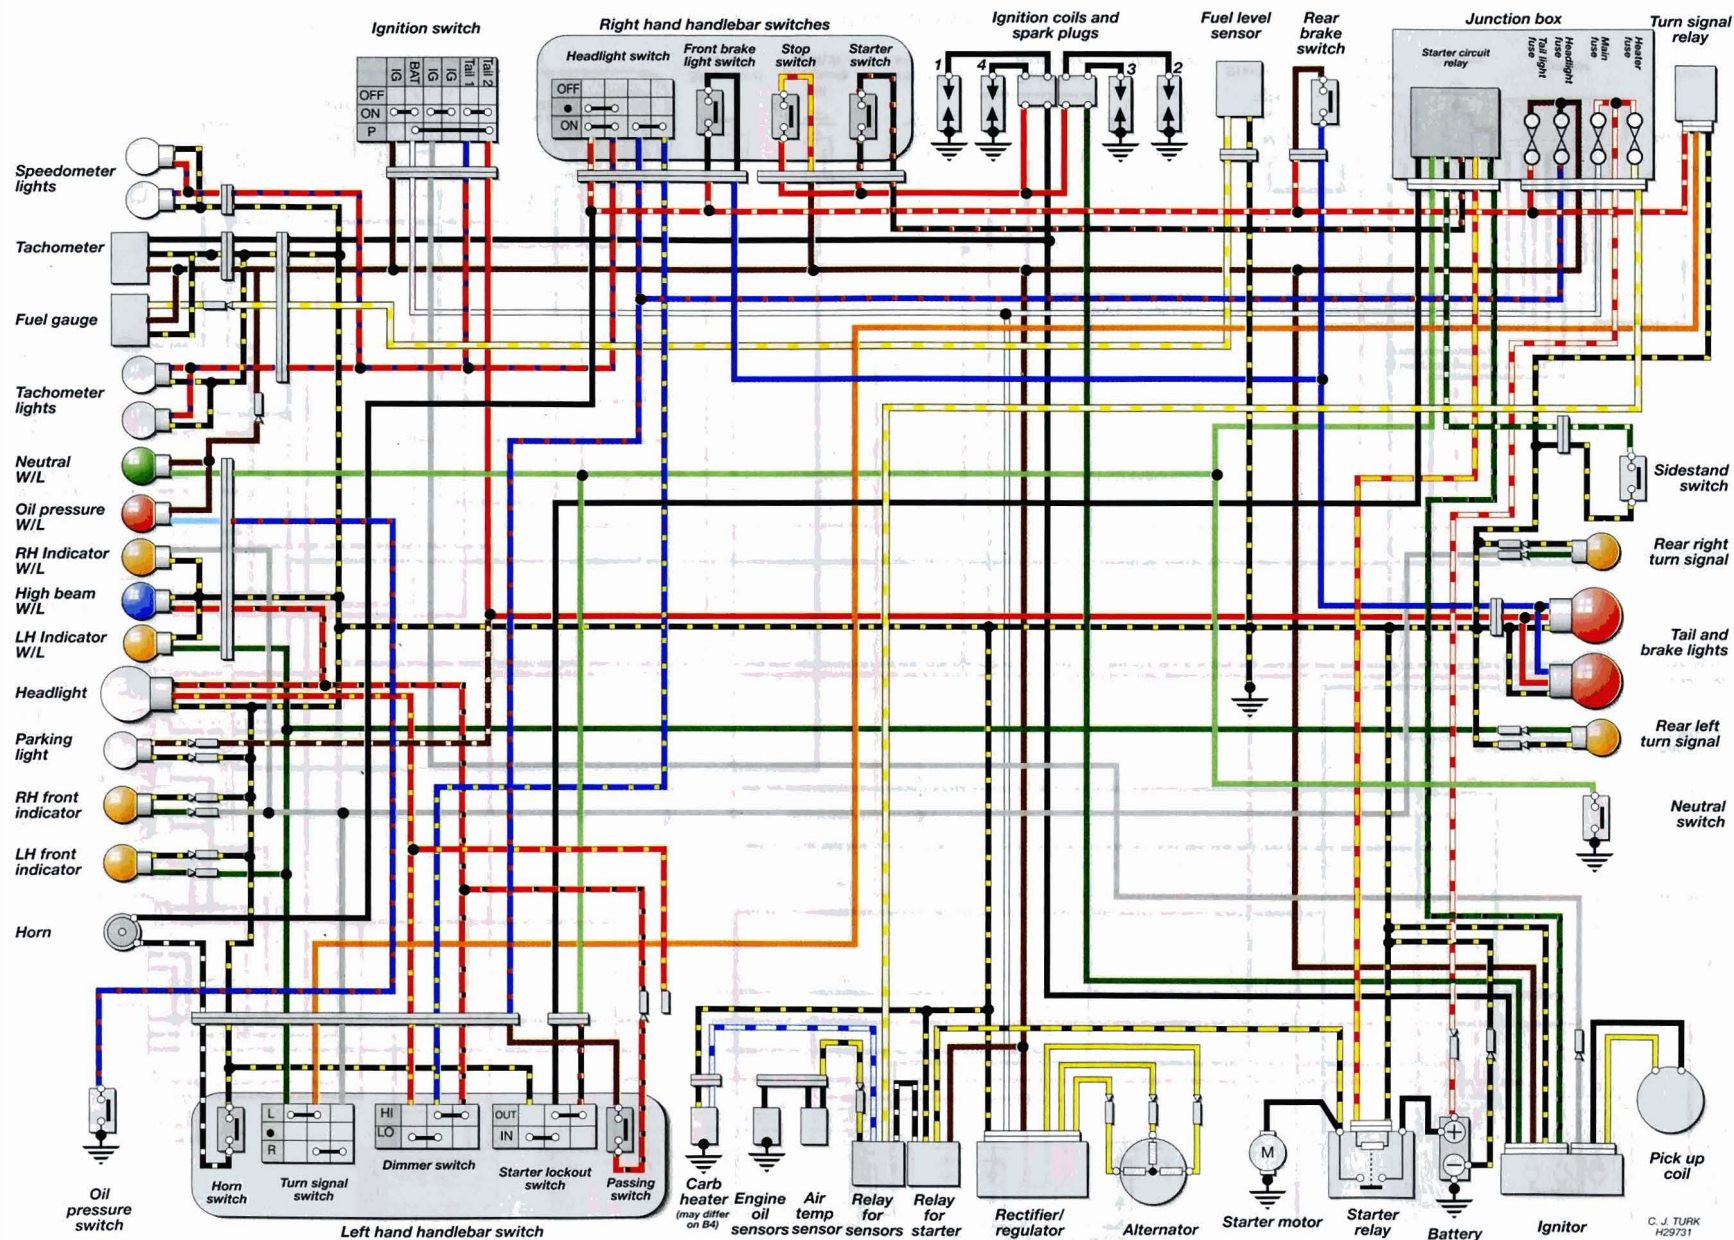 Ignition switch
Right hand handlebar switches
Ignition coils and
spark plugs
Fuel level
sensor
Rear
brake
switch
Junction box
Turn signal
relay
Headlight switch
Front brake
light switch
Stop
switch
Starter
switch
Starter circuit
relay
Tail light
fuse
Headlight
fuse
Main
fuse
Heater
fuse
IG
BAT
IG
IG
Tail 1
Tail 2
OFF
ON
P
OFF
ON
1
4
3
2
Speedometer
lights
Tachometer
Fuel gauge
Tachometer
lights
Neutral
W/L
Oil pressure
W/L
RH Indicator
W/L
High beam
W/L
LH Indicator
W/L
Headlight
Parking
light
RH front
indicator
LH front
indicator
Horn
Sidestand
switch
Rear right
turn signal
Tail and
brake lights
Rear left
turn signal
Neutral
switch
Pick up
coil
Oil
pressure
switch
L
R
HI
LO
OUT
IN
Horn
switch
Turn signal
switch
Dimmer switch
Starter lockout
switch
Passing
switch
Left hand handlebar switch
Carb
heater
(may differ
on B4)
Engine
oil
sensors
Air
temp
sensor
Relay
for
sensors
Relay
for
starter
Rectifier/
regulator
Alternator
M
Starter motor
Starter
relay
+
−
Battery
Ignitor
C. J. TURK
H29731